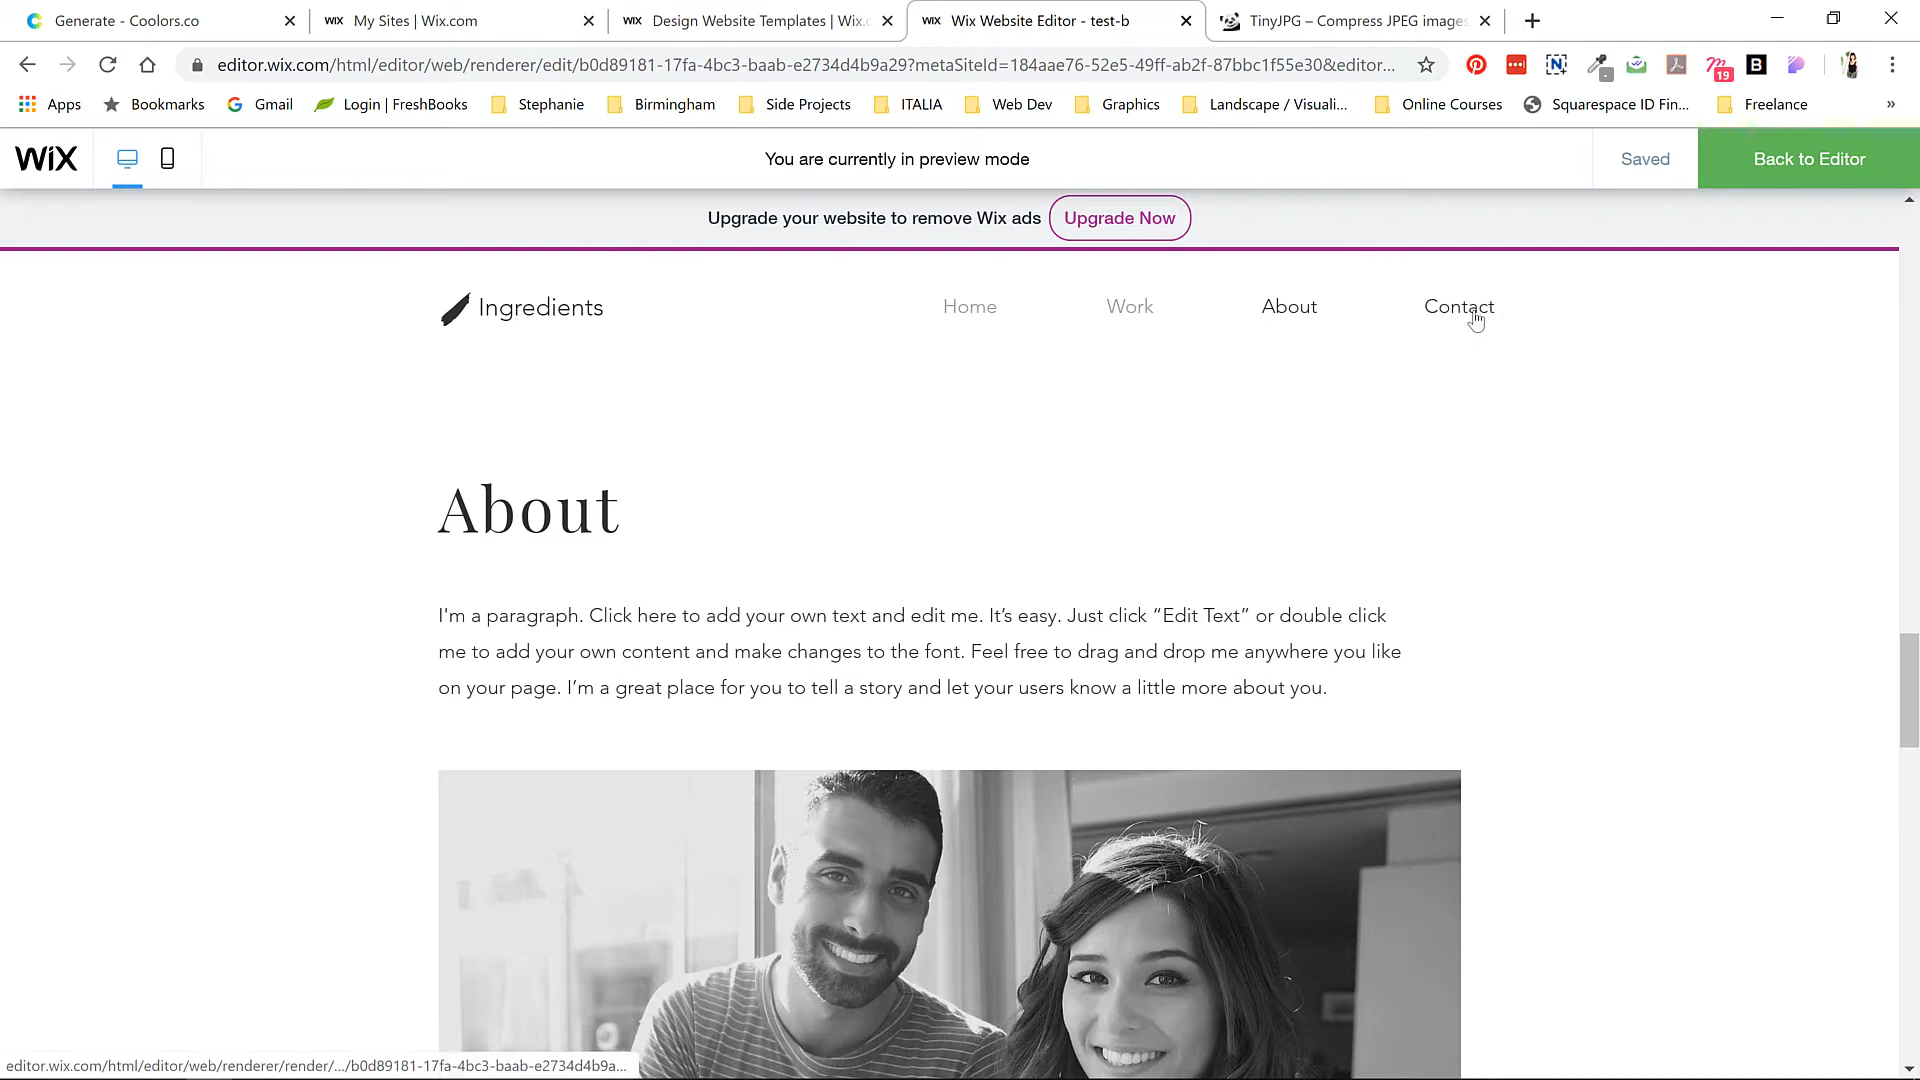 Generate - Coolors.co
WiX My Sites | Wix.com
WiX Design Website Templates | Wix.c
WiX Wix Website Editor - test-b
TinyJPG – Compress JPEG images
editor.wix.com/html/editor/web/renderer/edit/b0d89181-17fa-4bc3-baab-e2734d4b9a29?metaSiteId=184aae76-52e5-49ff-ab2f-87bbc1f55e30&editor...
19
B
Apps
Bookmarks
Gmail
Login | FreshBooks
Stephanie
Birmingham
Side Projects
ITALIA
Web Dev
Graphics
Landscape / Visuali...
Online Courses
Squarespace ID Fin...
Freelance
»
WiX
You are currently in preview mode
Saved
Back to Editor
Upgrade your website to remove Wix ads
Upgrade Now
Ingredients
Home
Work
About
Contact
About
I'm a paragraph. Click here to add your own text and edit me. It’s easy. Just click “Edit Text” or double click
me to add your own content and make changes to the font. Feel free to drag and drop me anywhere you like
on your page. I’m a great place for you to tell a story and let your users know a little more about you.
editor.wix.com/html/editor/web/renderer/render/.../b0d89181-17fa-4bc3-baab-e2734d4b9a...